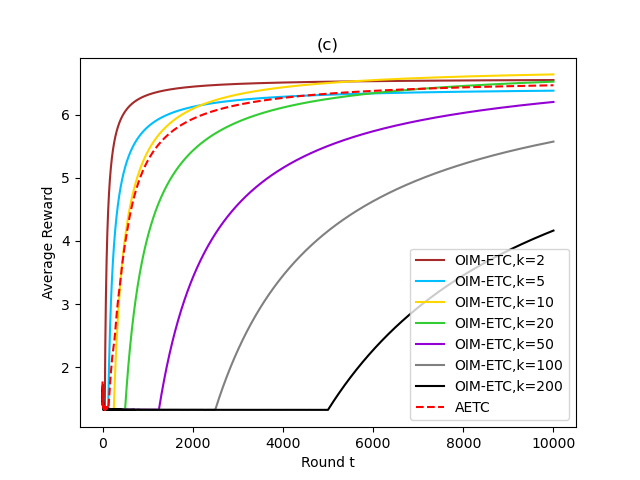 (c)
Average Reward
6
5
4
3
2
0
2000
4000
6000
8000
10000
Round t
OIM-ETC,k=2
OIM-ETC,k=5
OIM-ETC,k=10
OIM-ETC,k=20
OIM-ETC,k=50
OIM-ETC,k=100
OIM-ETC,k=200
AETC